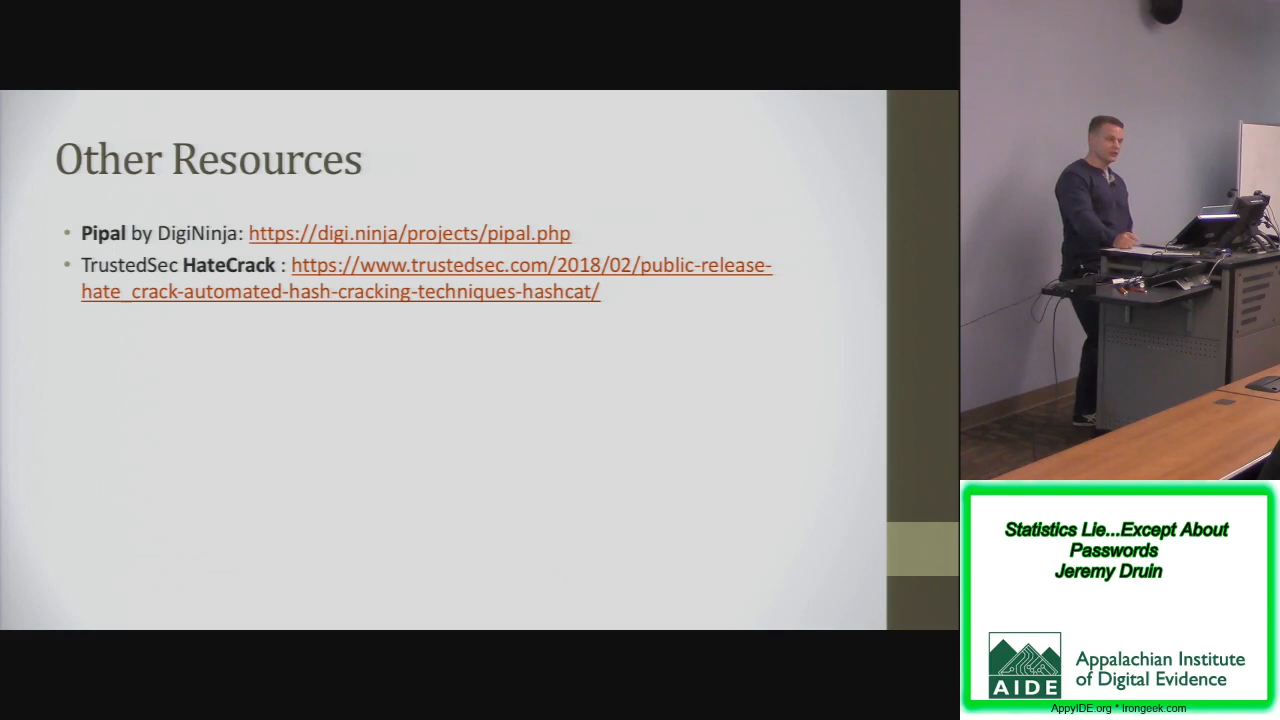 Other Resources
• Pipal by DigiNinja: https://digi.ninja/projects/pipal.php
• TrustedSec HateCrack : https://www.trustedsec.com/2018/02/public-release-
hate_crack-automated-hash-cracking-techniques-hashcat/
Statistics Lie...Except About
Passwords
Jeremy Druin
AIDE
Appalachian Institute
of Digital Evidence
AppyIDE.org * Irongeek.com